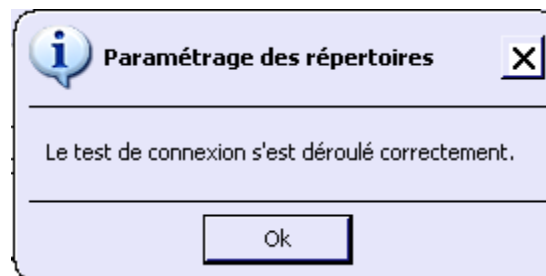 Paramétrage des répertoires
Le test de connexion s'est déroulé correctement.
Ok